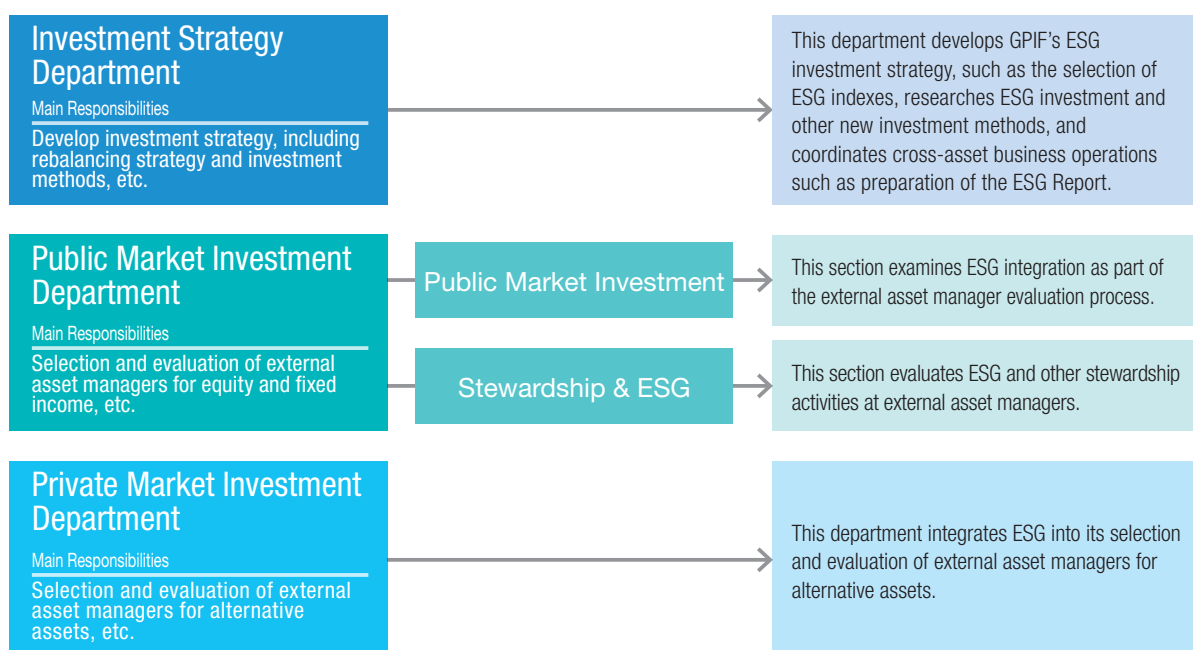 Investment Strategy
Department
Main Responsibilities
Develop investment strategy, including
rebalancing strategy and investment
methods, etc.
This department develops GPIF's ESG
investment strategy, such as the selection of
ESG indexes, researches ESG investment and
other new investment methods, and
coordinates cross-asset business operations
such as preparation of the ESG Report.
Public Market Investment
Department
Main Responsibilities
Selection and evaluation of external
asset managers for equity and fixed
income, etc.
Public Market Investment
This section examines ESG integration as part of
the external asset manager evaluation process.
Stewardship & ESG
This section evaluates ESG and other stewardship
activities at external asset managers.
Private Market Investment
Department
Main Responsibilities
Selection and evaluation of external
asset managers for alternative
assets, etc.
This department integrates ESG into its selection
and evaluation of external asset managers for
alternative assets.